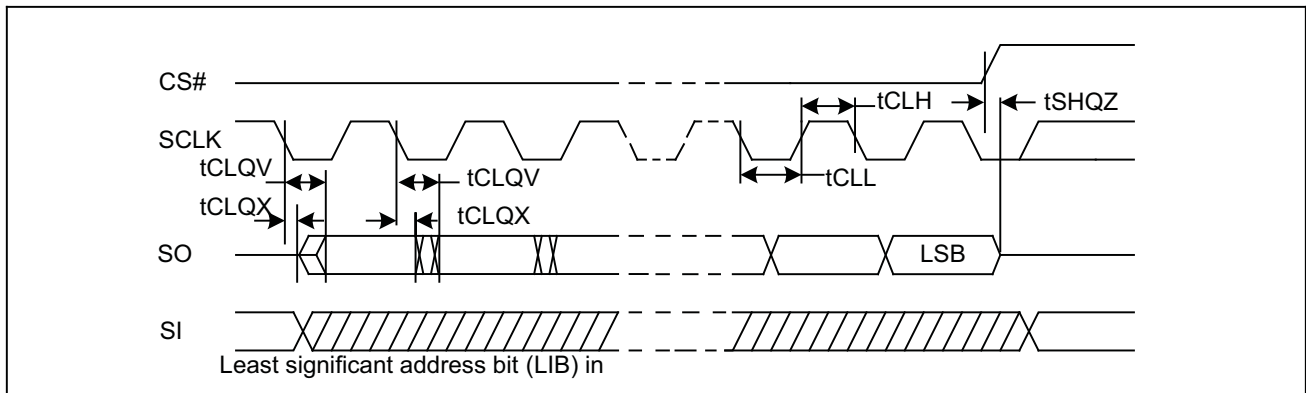 CS#
tCLH
tSHQZ
SCLK
tCLQV
tCLQV
tCLL
tCLQX
tCLQX
SO
LSB
SI
Least significant address bit (LIB) in